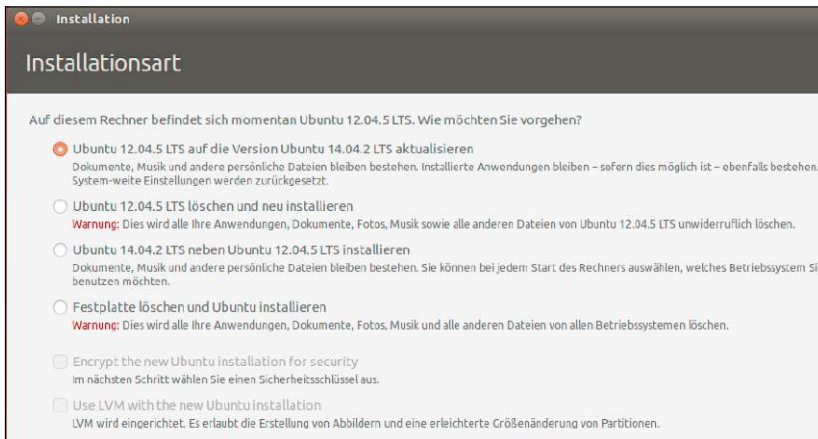 Installation
Installationsart
Auf diesem Rechner befindet sich momentan Ubuntu 12.04.5 LTS. Wie möchten Sie vorgehen?
Ubuntu 12.04.5 LTS auf die Version Ubuntu 14.04.2 LTS aktualisieren
Dokumente, Musik und andere persönliche Dateien bleiben bestehen. Installierte Anwendungen bleiben – sofern dies möglich ist – ebenfalls bestehen.
System-weite Einstellungen werden zurückgesetzt.
Ubuntu 12.04.5 LTS löschen und neu installieren
Warnung: Dies wird alle Ihre Anwendungen, Dokumente, Fotos, Musik sowie alle anderen Dateien von Ubuntu 12.04.5 LTS unwiderruflich löschen.
Ubuntu 14.04.2 LTS neben Ubuntu 12.04.5 LTS installieren
Dokumente, Musik und andere persönliche Dateien bleiben bestehen. Sie können bei jedem Start des Rechners auswählen, welches Betriebssystem Si
benutzen möchten.
Festplatte löschen und Ubuntu installieren
Warnung: Dies wird alle Ihre Anwendungen, Dokumente, Fotos, Musik und alle anderen Dateien von allen Betriebssystemen löschen.
Encrypt the new Ubuntu installation for security
Im nächsten Schritt wählen Sie einen Sicherheitsschlüssel aus.
Use LVM with the new Ubuntu installation
LVM wird eingerichtet. Es erlaubt die Erstellung von Abbildern und eine erleichterte Größenänderung von Partitionen.